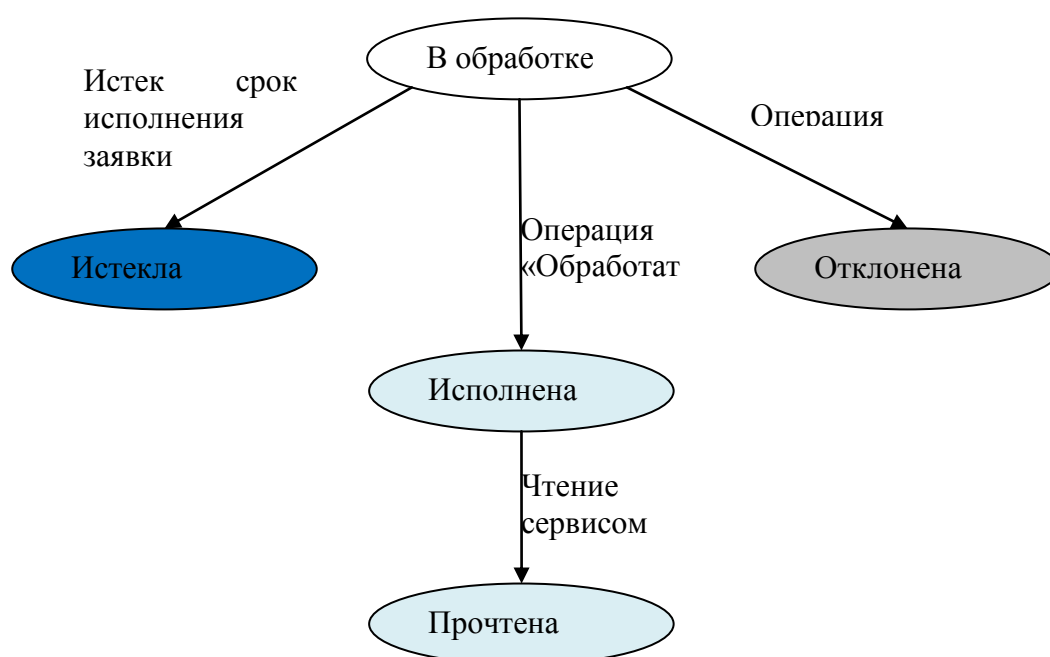 В обработке
Истек срок
исполнения
заявки
Операция
Истекла
Операция
«Обработат
Отклонена
Исполнена
Чтение
сервисом
Прочтена